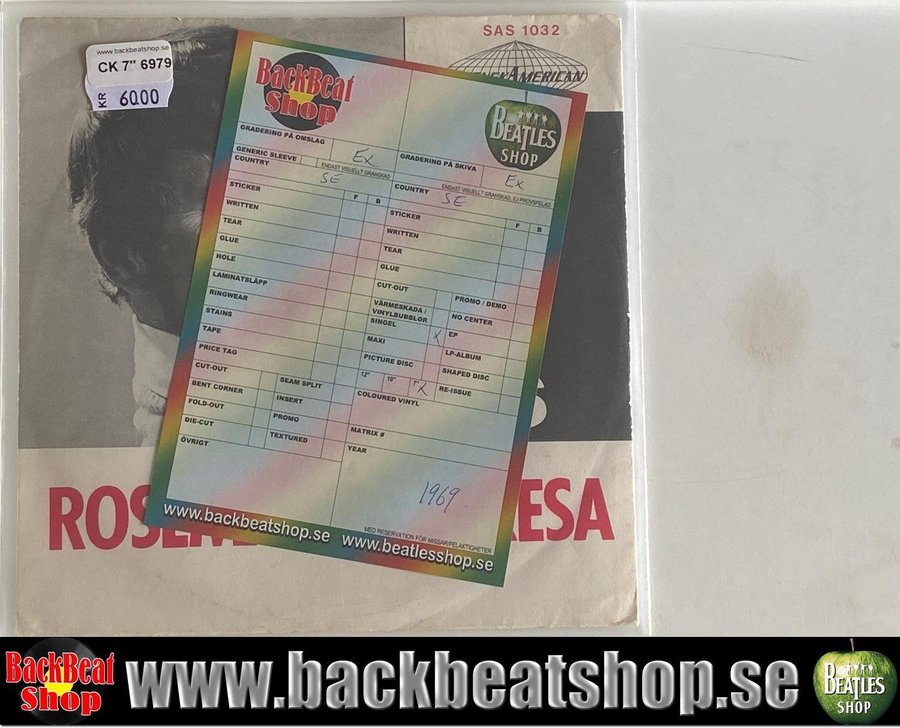 SAS 1032
AMERICAN
www.backbeatshop.se
CK 7" 6979
KR 60.00
BackBeat
Shop
BEATLES
SHOP
GRADERING PÅ OMSLAG
Ex
GENERIC SLEEVE
ENDAST VISUELLT GRANSKAD
COUNTRY
SE
F B
STICKER
WRITTEN
TEAR
GLUE
HOLE
LAMINATSLÄPP
RINGWEAR
STAINS
TAPE
PRICE TAG
CUT-OUT
BENT CORNER
SEAM SPLIT
FOLD-OUT
INSERT
DIE-CUT
PROMO
ÖVRIGT
TEXTURED
GRADERING PÅ SKIVA
Ex
ENDAST VISUELLT GRANSKAD, EJ PROVSPELAD
COUNTRY
SE
F B
STICKER
WRITTEN
TEAR
GLUE
CUT-OUT
PROMO / DEMO
VÄRMESKADA /
VINYLBUBBLOR
NO CENTER
SINGEL
X
EP
MAXI
LP-ALBUM
PICTURE DISC
SHAPED DISC
12" 10" 7" X
RE-ISSUE
COLOURED VINYL
MATRIX #
YEAR
1969
MED RESERVATION FÖR MISSAR/FELAKTIGHETER
www.backbeatshop.se
www.beatlesshop.se
S
ROS
ESA
BackBeat
Shop
www.backbeatshop.se
BEATLES
SHOP